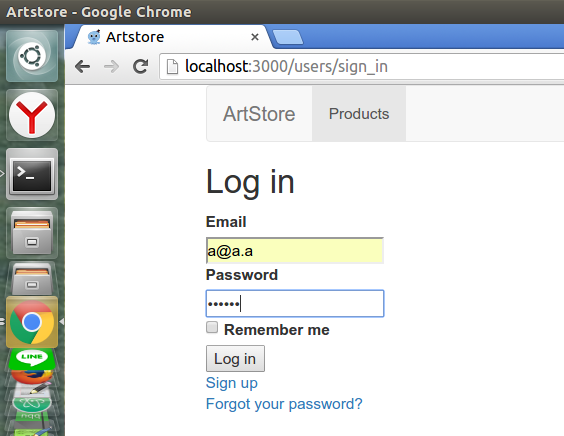 Artstore - Google Chrome
Artstore
localhost:3000/users/sign_in
ArtStore
Products
Log in
Email
a@a.a
Password
••••••
Remember me
Log in
Sign up
Forgot your password?
LINE